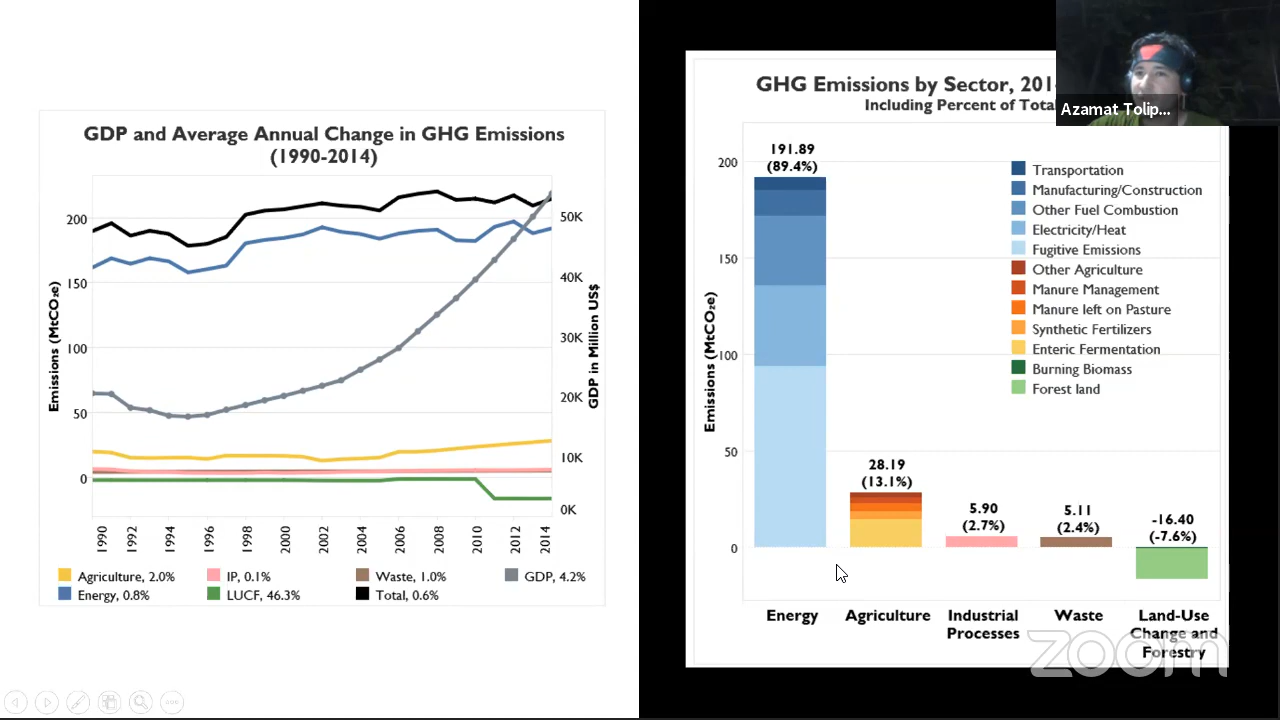 GDP and Average Annual Change in GHG Emissions
(1990-2014)
Emissions (MtCO₂e)
200
150
100
50
0
50K
40K
30K
20K
10K
0K
GDP in Million US$
1990
1992
1994
1996
1998
2000
2002
2004
2006
2008
2010
2012
2014
Agriculture, 2.0%
IP, 0.1%
Waste, 1.0%
GDP, 4.2%
Energy, 0.8%
LUCF, 46.3%
Total, 0.6%
GHG Emissions by Sector, 201
Including Percent of Tota
Azamat Tolip...
Emissions (MtCO₂e)
200
150
100
50
0
191.89
(89.4%)
28.19
(13.1%)
5.90
(2.7%)
5.11
(2.4%)
-16.40
(-7.6%)
Transportation
Manufacturing/Construction
Other Fuel Combustion
Electricity/Heat
Fugitive Emissions
Other Agriculture
Manure Management
Manure left on Pasture
Synthetic Fertilizers
Enteric Fermentation
Burning Biomass
Forest land
Energy
Agriculture
Industrial
Processes
Waste
Land-Use
Change and
Forestry
zoom